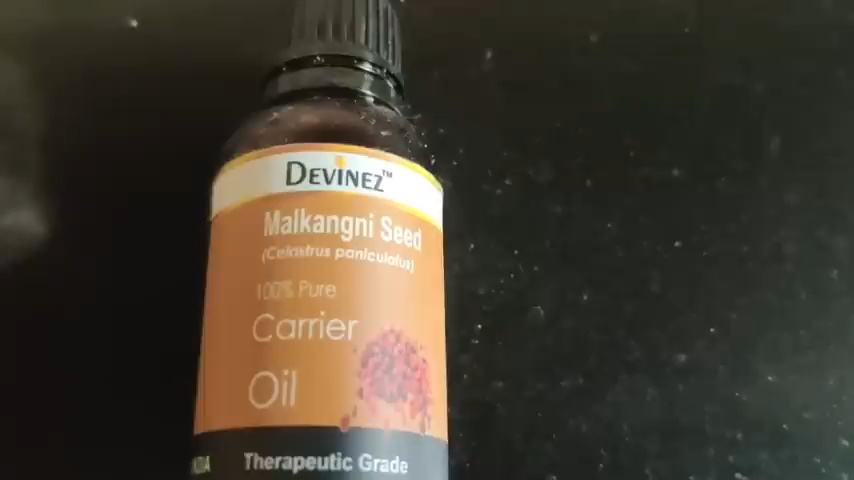 DEVINEZ™
Malkangni Seed
(Celastrus paniculatus)
100% Pure
Carrier
Oil
Therapeutic Grade